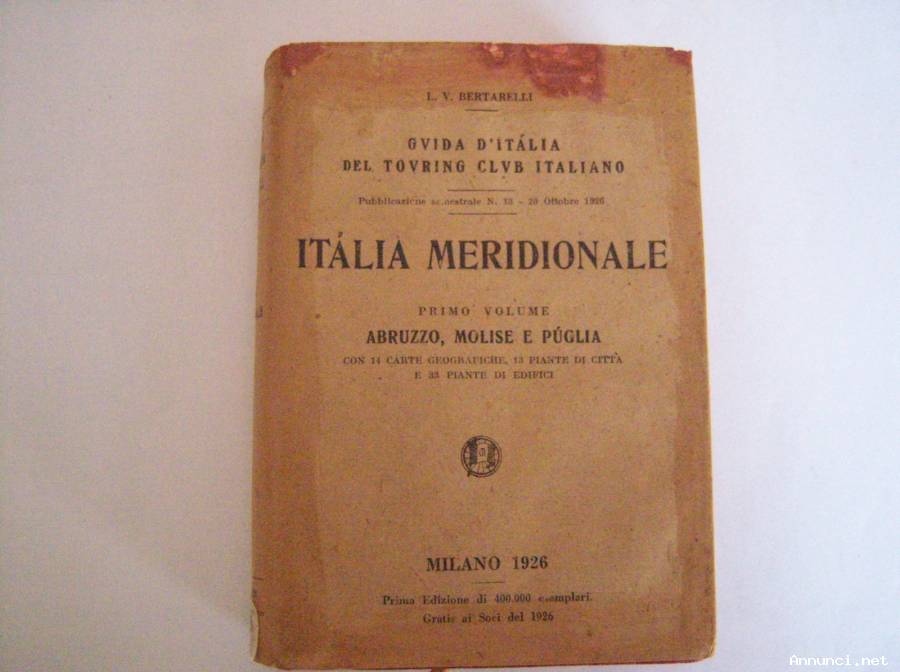 L. V. BERTARELLI
GVIDA D'ITÁLIA
DEL TOVRING CLVB ITALIANO
Pubblicazione N. - 20 Ottobre 1926
ITÁLIA MERIDIONALE
PRIMO VOLUME
ABRUZZO, MOLISE E PÚGLIA
CON 14 CARTE GEOGRAFICHE, 13 PIANTE DI CITTÀ
E 33 PIANTE DI EDIFICI
MILANO 1926
Prima Edizione di 400.000 esemplari.
Gratis ai Soci del 1926
Annunci.net